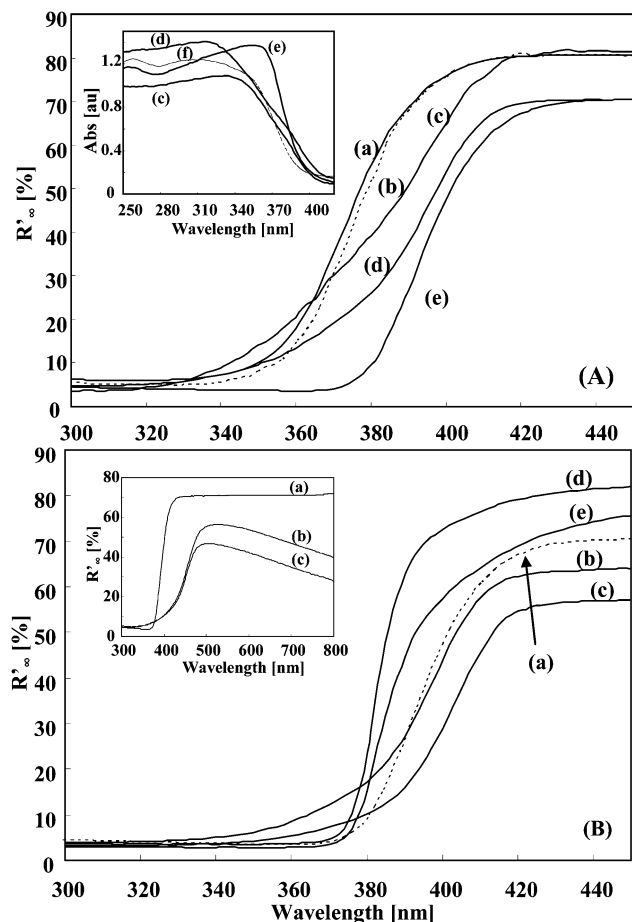 90
80
70
60
50
40
30
20
10
0
R'∞ [%]
300 320 340 360 380 400 420 440
(a)
(b)
(c)
(d)
(e)
(A)
1.2
0.8
0.4
0
Abs [au]
250 290 320 340 370 400
Wavelength [nm]
(d)
(f)
(e)
(c)
90
80
70
60
50
40
30
20
10
0
R'∞ [%]
300 320 340 360 380 400 420 440
Wavelength [nm]
(d)
(e)
(b)
(c)
(a)
(B)
80
60
40
20
0
R'∞ [%]
300 400 500 600 700 800
Wavelength [nm]
(a)
(b)
(c)